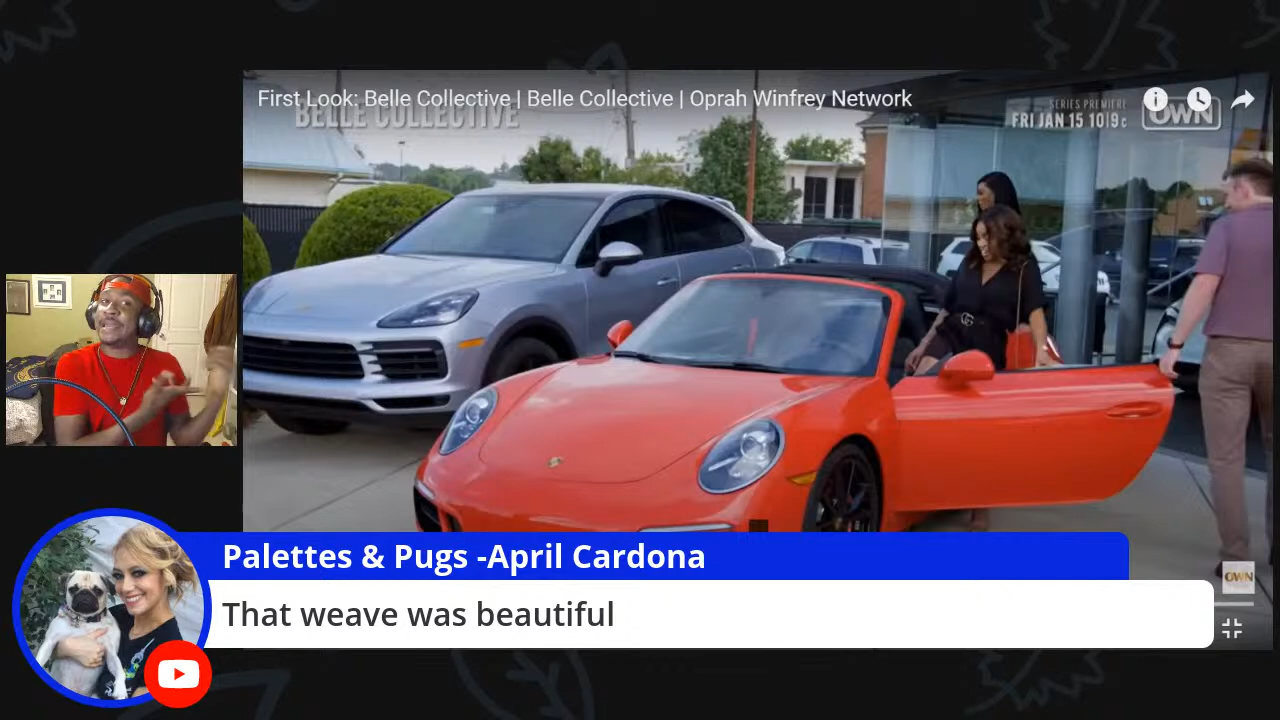 First Look: Belle Collective | Belle Collective | Oprah Winfrey Network
BELLE COLLECTIVE
SERIES PREMIERE
FRI JAN 15 10|9c
OWN
Palettes & Pugs -April Cardona
That weave was beautiful
OWN